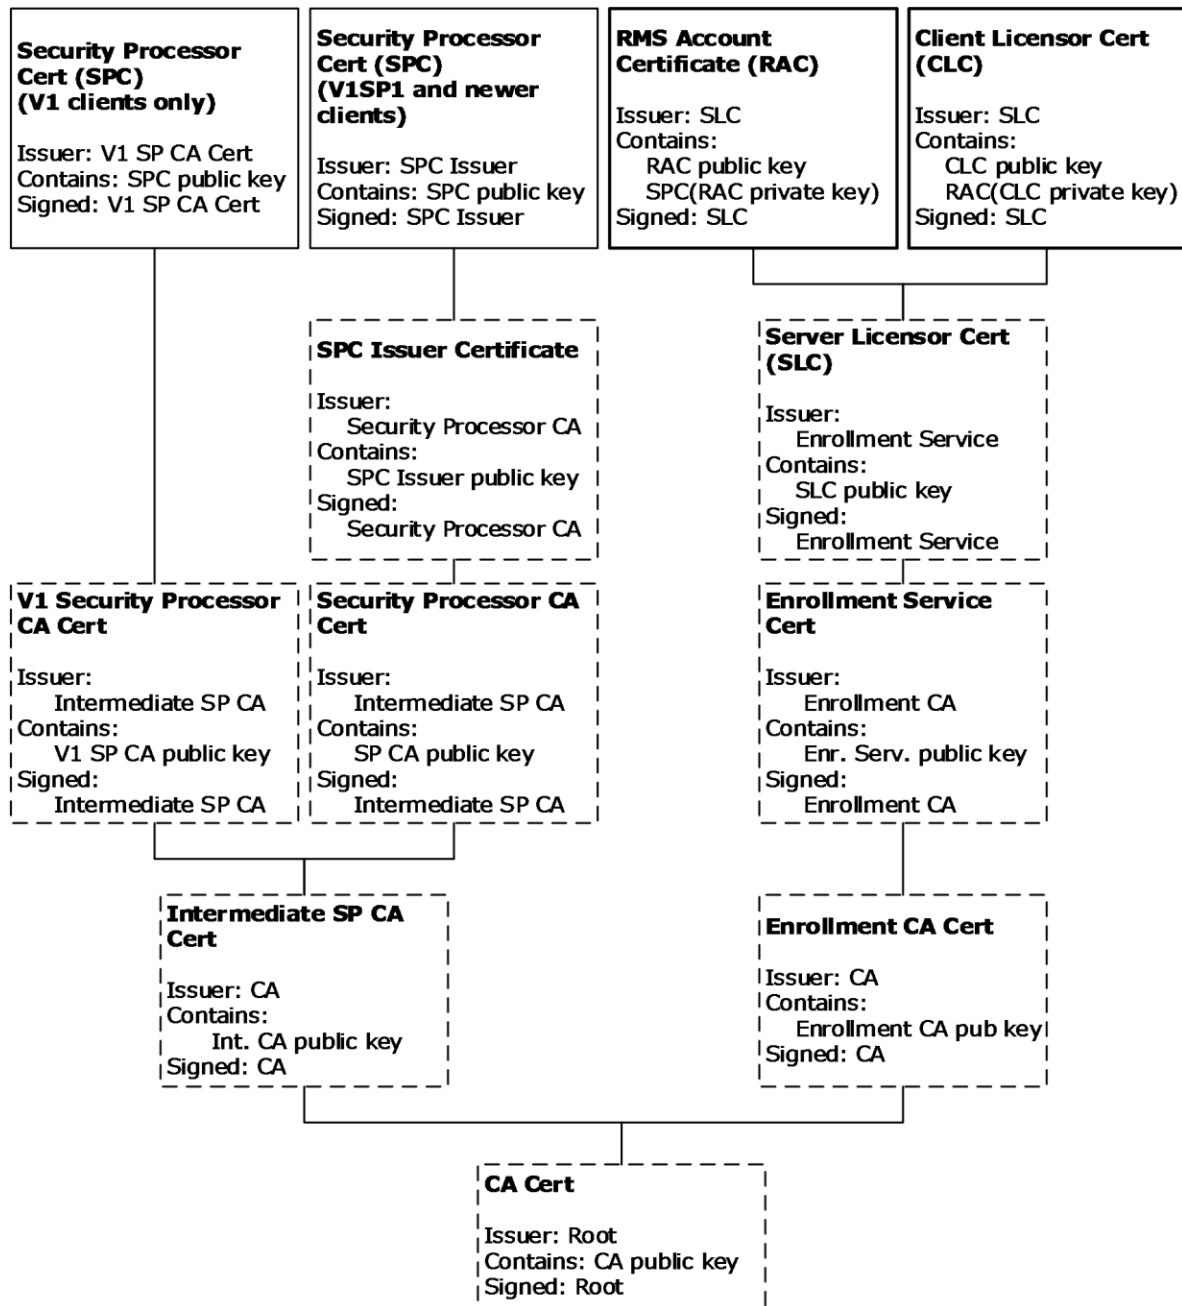 Security Processor
Cert (SPC)
(V1 clients only)
Issuer: V1 SP CA Cert
Contains: SPC public key
Signed: V1 SP CA Cert
Security Processor
Cert (SPC)
(V1SP1 and newer
clients)
Issuer: SPC Issuer
Contains: SPC public key
Signed: SPC Issuer
RMS Account
Certificate (RAC)
Issuer: SLC
Contains:
RAC public key
SPC(RAC private key)
Signed: SLC
Client Licensor Cert
(CLC)
Issuer: SLC
Contains:
CLC public key
RAC(CLC private key)
Signed: SLC
SPC Issuer Certificate
Issuer:
Security Processor CA
Contains:
SPC Issuer public key
Signed:
Security Processor CA
Server Licensor Cert
(SLC)
Issuer:
Enrollment Service
Contains:
SLC public key
Signed:
Enrollment Service
V1 Security Processor
CA Cert
Issuer:
Intermediate SP CA
Contains:
V1 SP CA public key
Signed:
Intermediate SP CA
Security Processor CA
Cert
Issuer:
Intermediate SP CA
Contains:
SP CA public key
Signed:
Intermediate SP CA
Enrollment Service
Cert
Issuer:
Enrollment CA
Contains:
Enr. Serv. public key
Signed:
Enrollment CA
Intermediate SP CA
Cert
Issuer: CA
Contains:
Int. CA public key
Signed: CA
Enrollment CA Cert
Issuer: CA
Contains:
Enrollment CA pub key
Signed: CA
CA Cert
Issuer: Root
Contains: CA public key
Signed: Root